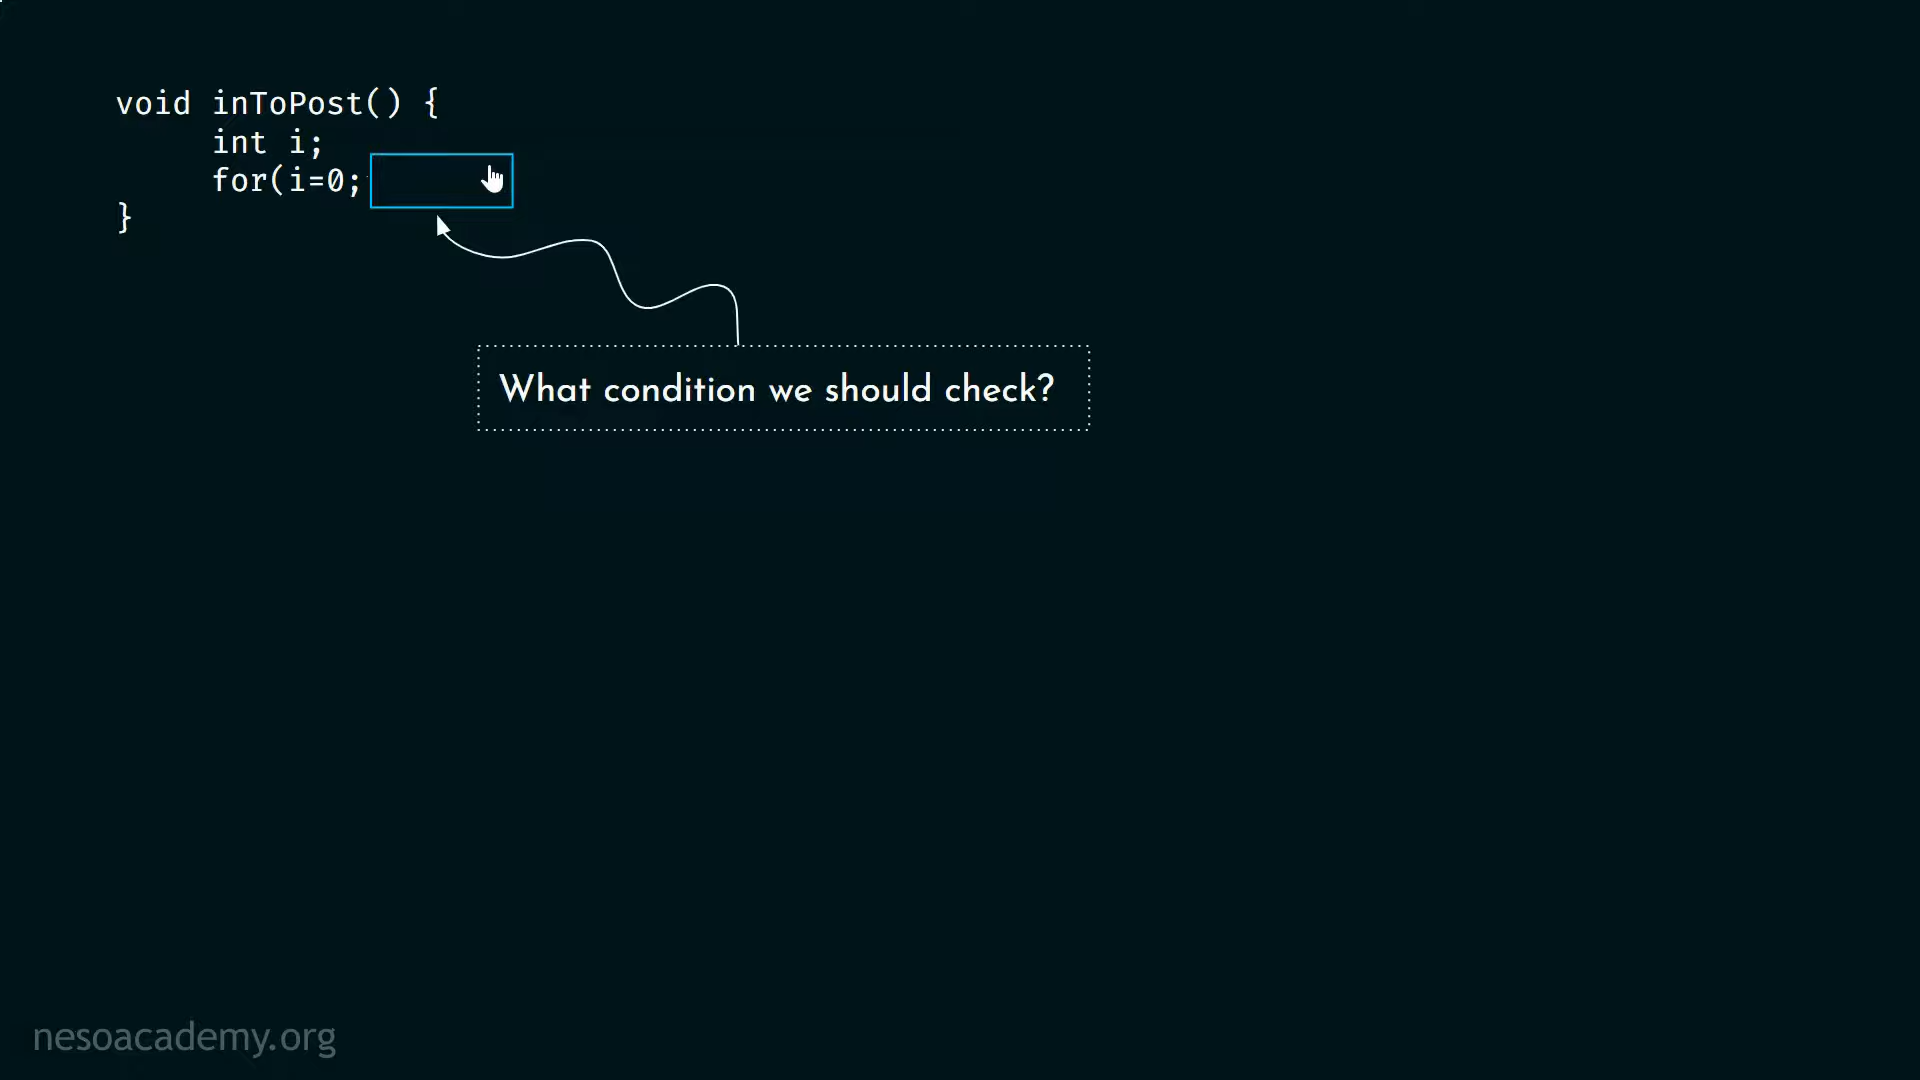 void inToPost() {
int i;
for(i=0;
}
What condition we should check?
nesoacademy.org